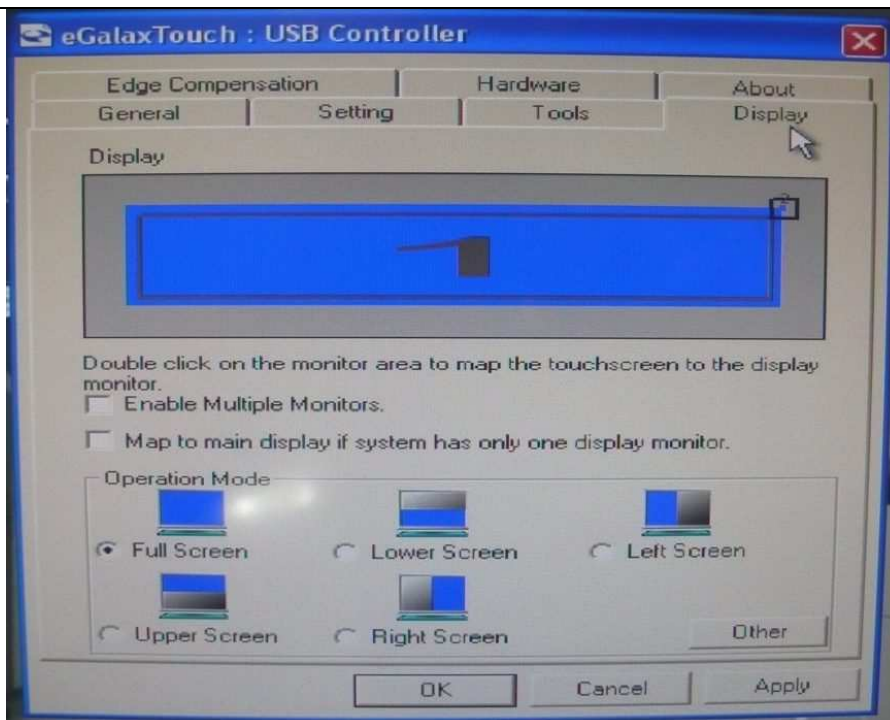 eGalaxTouch : USB Controller
Edge Compensation Hardware About
General Setting Tools Display
Display
1
Double click on the monitor area to map the touchscreen to the display
monitor.
Enable Multiple Monitors.
Map to main display if system has only one display monitor.
Operation Mode
Full Screen Lower Screen Left Screen
Upper Screen Right Screen Other
OK Cancel Apply